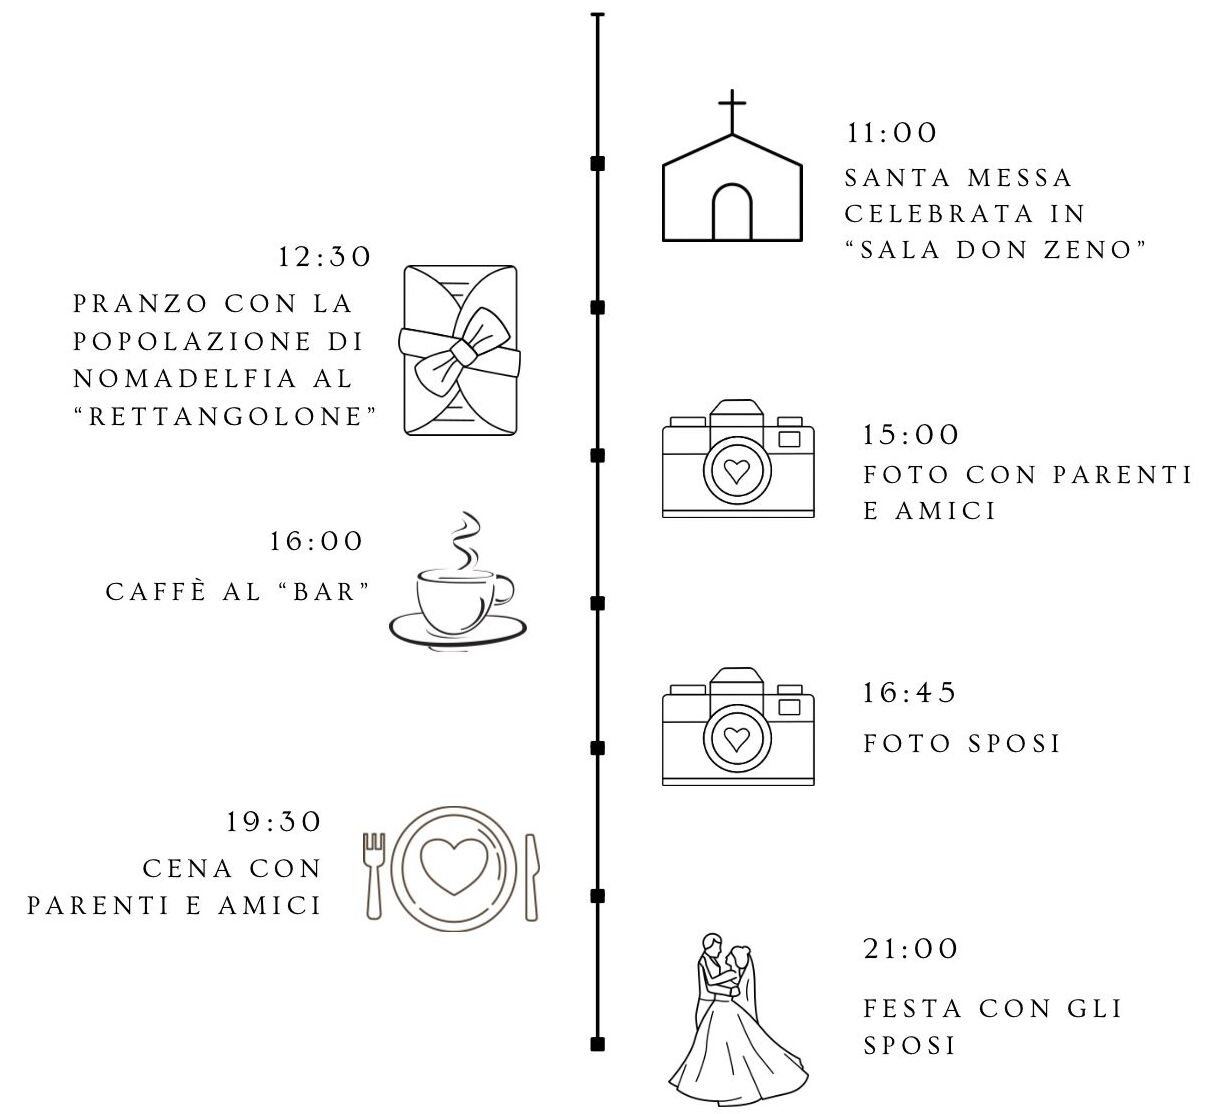 11:00
SANTA MESSA
CELEBRATA IN
“SALA DON ZENO”
12:30
PRANZO CON LA
POPOLAZIONE DI
NOMADELFIA AL
“RETTANGOLONE”
15:00
FOTO CON PARENTI
E AMICI
16:00
CAFFÈ AL “BAR”
16:45
FOTO SPOSI
19:30
CENA CON
PARENTI E AMICI
21:00
FESTA CON GLI
SPOSI